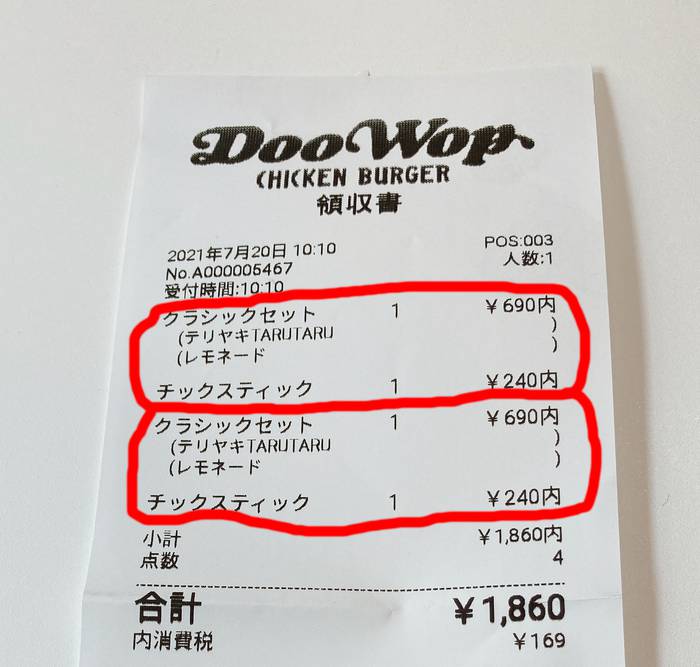 Doo Wop
CHICKEN BURGER
領収書
2021年7月20日 10:10 POS:003
No.A000005467 人数:1
受付時間:10:10
クラシックセット 1 ¥690内
(テリヤキTARUTARU )
(レモネード )
チックスティック 1 ¥240内
クラシックセット 1 ¥690内
(テリヤキTARUTARU )
(レモネード )
チックスティック 1 ¥240内
小計 ¥1,860内
点数 4
合計 ¥1,860
内消費税 ¥169